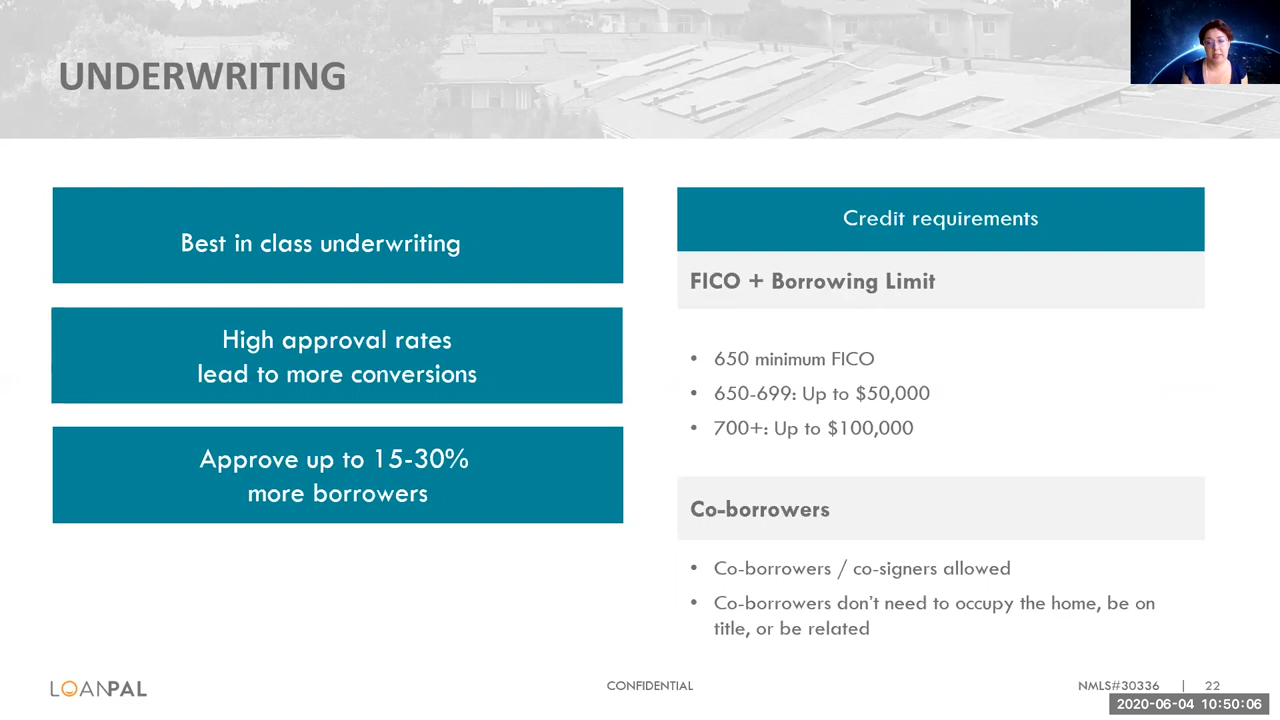 UNDERWRITING
Best in class underwriting
High approval rates
lead to more conversions
Approve up to 15-30%
more borrowers
Credit requirements
FICO + Borrowing Limit
• 650 minimum FICO
• 650-699: Up to $50,000
• 700+: Up to $100,000
Co-borrowers
• Co-borrowers / co-signers allowed
• Co-borrowers don't need to occupy the home, be on
title, or be related
LOANPAL
CONFIDENTIAL
NMLS#30336 | 22
2020-06-04 10:50:06